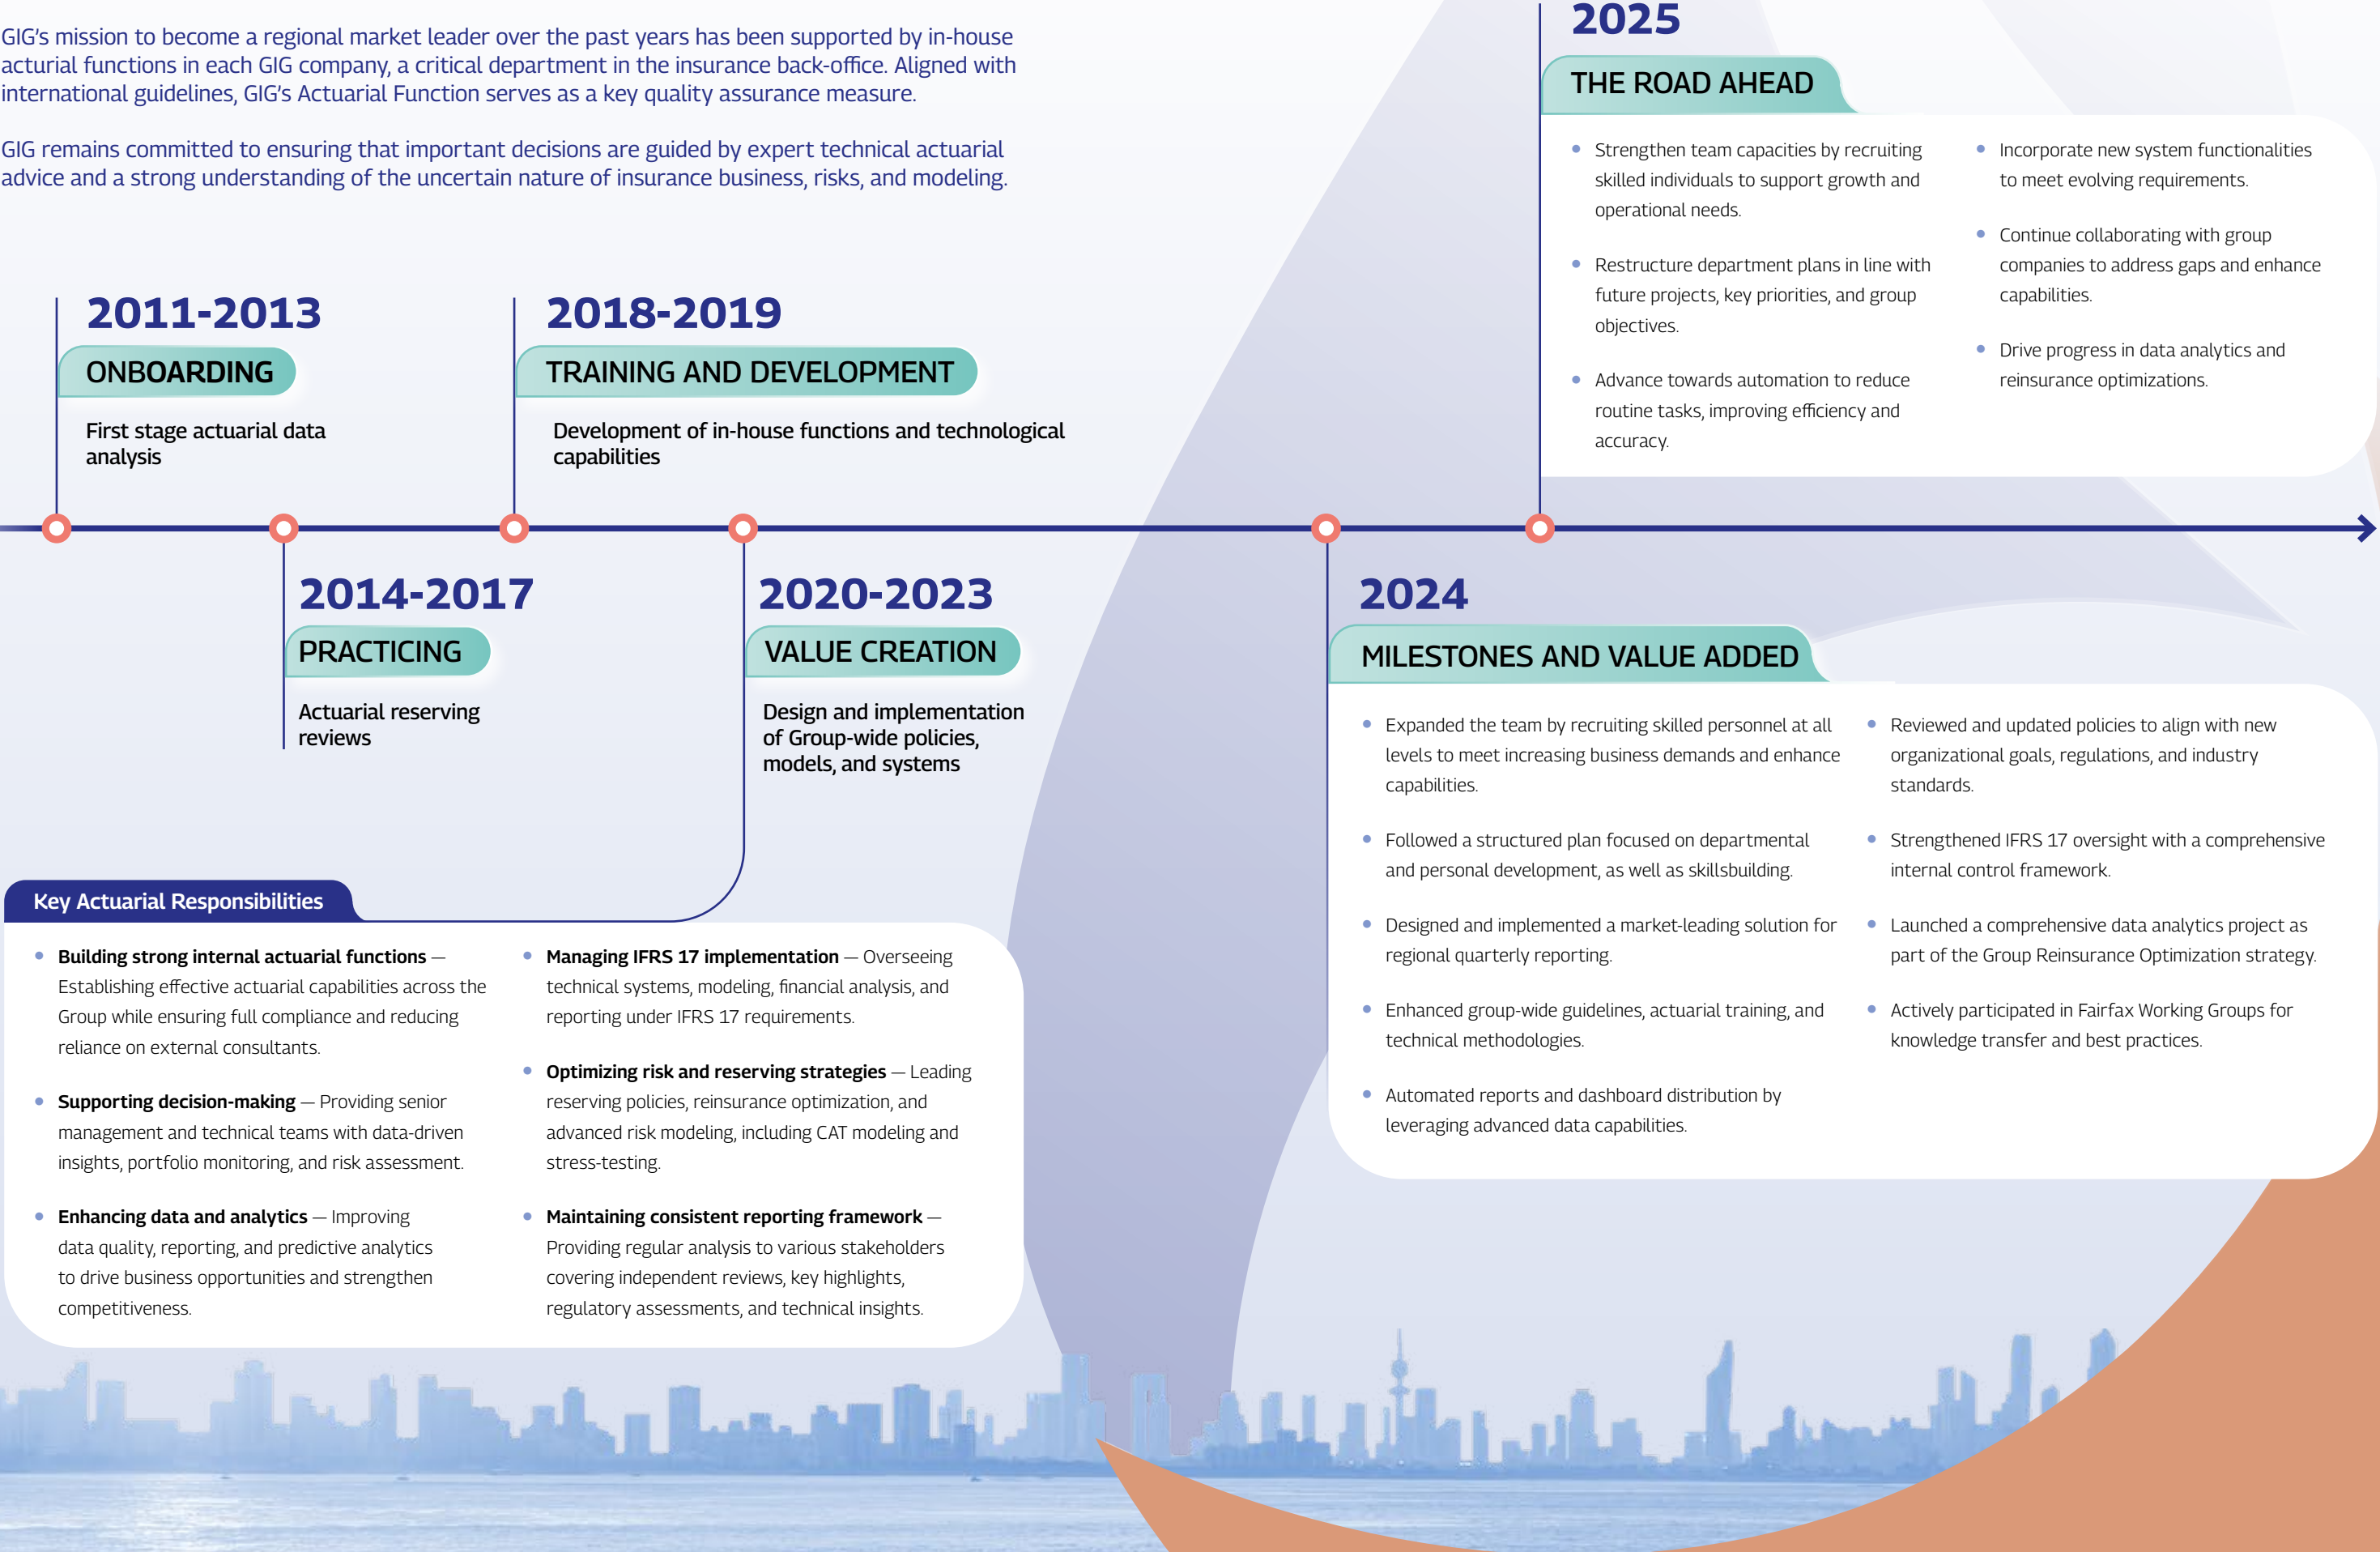 GIG's mission to become a regional market leader over the past years has been supported by in-house
acturial functions in each GIG company, a critical department in the insurance back-office. Aligned with
international guidelines, GIG's Actuarial Function serves as a key quality assurance measure.
GIG remains committed to ensuring that important decisions are guided by expert technical actuarial
advice and a strong understanding of the uncertain nature of insurance business, risks, and modeling.
2011-2013
ONBOARDING
First stage actuarial data
analysis
2014-2017
PRACTICING
Actuarial reserving
reviews
2018-2019
TRAINING AND DEVELOPMENT
Development of in-house functions and technological
capabilities
2020-2023
VALUE CREATION
Design and implementation
of Group-wide policies,
models, and systems
Key Actuarial Responsibilities
Building strong internal actuarial functions —
Establishing effective actuarial capabilities across the
Group while ensuring full compliance and reducing
reliance on external consultants.
Supporting decision-making — Providing senior
management and technical teams with data-driven
insights, portfolio monitoring, and risk assessment.
Enhancing data and analytics — Improving
data quality, reporting, and predictive analytics
to drive business opportunities and strengthen
competitiveness.
Managing IFRS 17 implementation — Overseeing
technical systems, modeling, financial analysis, and
reporting under IFRS 17 requirements.
Optimizing risk and reserving strategies — Leading
reserving policies, reinsurance optimization, and
advanced risk modeling, including CAT modeling and
stress-testing.
Maintaining consistent reporting framework —
Providing regular analysis to various stakeholders
covering independent reviews, key highlights,
regulatory assessments, and technical insights.
2024
MILESTONES AND VALUE ADDED
Expanded the team by recruiting skilled personnel at all
levels to meet increasing business demands and enhance
capabilities.
Followed a structured plan focused on departmental
and personal development, as well as skillsbuilding.
Designed and implemented a market-leading solution for
regional quarterly reporting.
Enhanced group-wide guidelines, actuarial training, and
technical methodologies.
Automated reports and dashboard distribution by
leveraging advanced data capabilities.
Reviewed and updated policies to align with new
organizational goals, regulations, and industry
standards.
Strengthened IFRS 17 oversight with a comprehensive
internal control framework.
Launched a comprehensive data analytics project as
part of the Group Reinsurance Optimization strategy.
Actively participated in Fairfax Working Groups for
knowledge transfer and best practices.
2025
THE ROAD AHEAD
Strengthen team capacities by recruiting
skilled individuals to support growth and
operational needs.
Restructure department plans in line with
future projects, key priorities, and group
objectives.
Advance towards automation to reduce
routine tasks, improving efficiency and
accuracy.
Incorporate new system functionalities
to meet evolving requirements.
Continue collaborating with group
companies to address gaps and enhance
capabilities.
Drive progress in data analytics and
reinsurance optimizations.